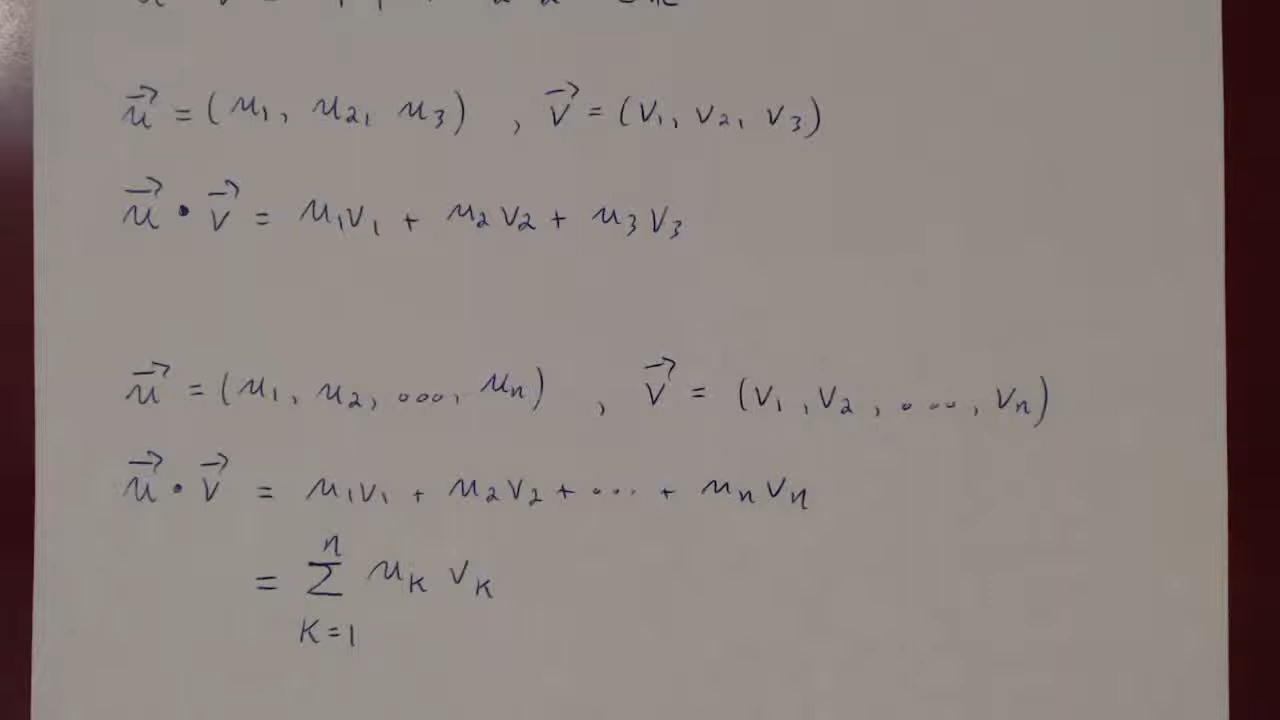 u⃗ = (u₁, u₂, u₃) , v⃗ = (v₁, v₂, v₃)
u⃗ • v⃗ = u₁v₁ + u₂v₂ + u₃v₃
u⃗ = (u₁, u₂, ..., uₙ) , v⃗ = (v₁, v₂, ..., vₙ)
u⃗ • v⃗ = u₁v₁ + u₂v₂ + ... + uₙvₙ
n
= Σ uₖ vₖ
K=1